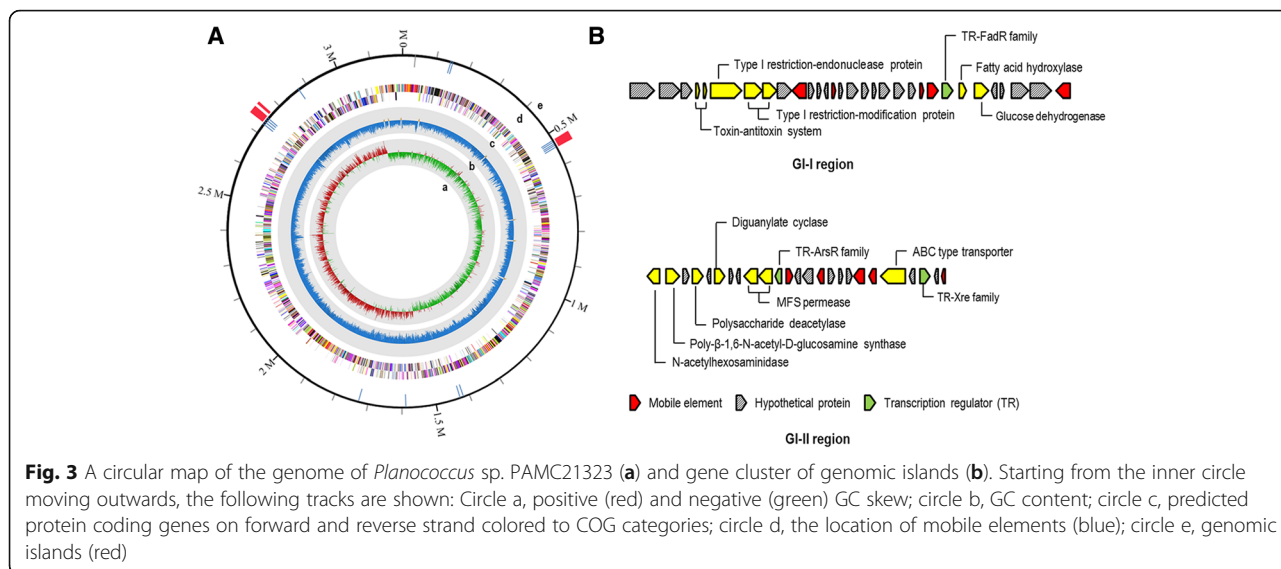 A
0 M
0.5 M
1 M
1.5 M
2 M
2.5 M
3 M
e
d
c
b
a
B
TR-FadR family
Type I restriction-endonuclease protein
Fatty acid hydroxylase
Type I restriction-modification protein
Glucose dehydrogenase
Toxin-antitoxin system
GI-I region
Diguanylate cyclase
TR-ArsR family
ABC type transporter
MFS permease
TR-Xre family
Polysaccharide deacetylase
Poly-β-1,6-N-acetyl-D-glucosamine synthase
N-acetylhexosaminidase
Mobile element
Hypothetical protein
Transcription regulator (TR)
GI-II region
Fig. 3 A circular map of the genome of Planococcus sp. PAMC21323 (a) and gene cluster of genomic islands (b). Starting from the inner circle
moving outwards, the following tracks are shown: Circle a, positive (red) and negative (green) GC skew; circle b, GC content; circle c, predicted
protein coding genes on forward and reverse strand colored to COG categories; circle d, the location of mobile elements (blue); circle e, genomic
islands (red)